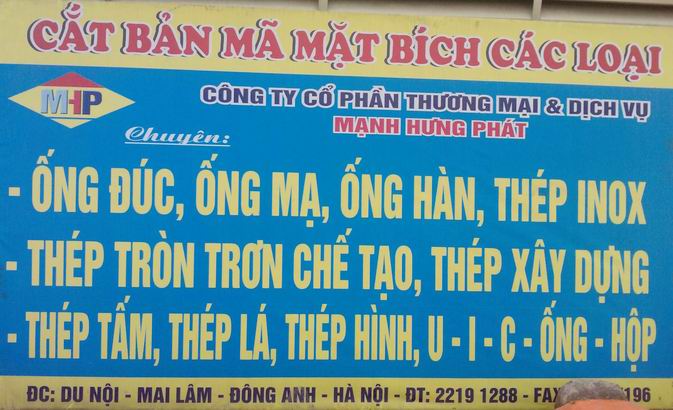 CẮT BẢN MÃ MẶT BÍCH CÁC LOẠI
MHP
CÔNG TY CỔ PHẦN THƯƠNG MẠI & DỊCH VỤ
MẠNH HƯNG PHÁT
Chuyên:
- ỐNG ĐÚC, ỐNG MẠ, ỐNG HÀN, THÉP INOX
- THÉP TRÒN TRƠN CHẾ TẠO, THÉP XÂY DỰNG
- THÉP TẤM, THÉP LÁ, THÉP HÌNH, U - I - C - ỐNG - HỘP
ĐC: DU NỘI - MAI LÂM - ĐÔNG ANH - HÀ NỘI - ĐT: 2219 1288 - FAX 196